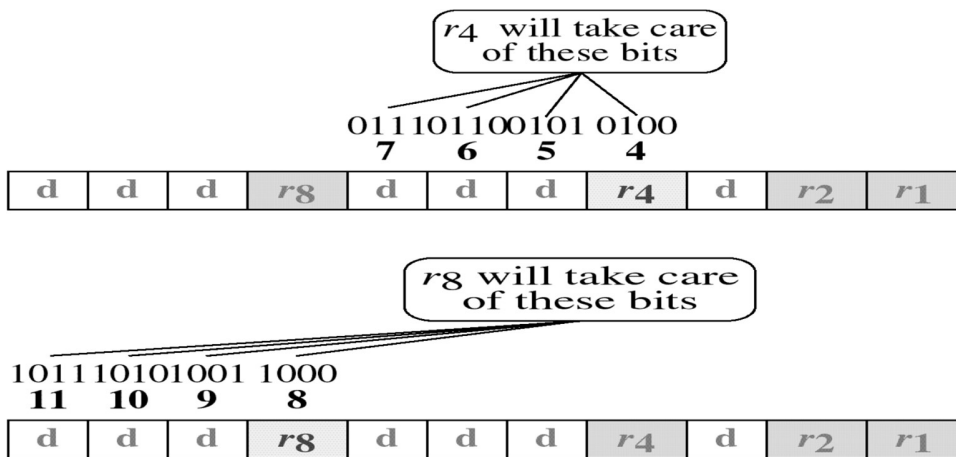 r4 will take care
of these bits
0111 0110 0101 0100
7 6 5 4
d d d r8 d d d r4 d r2 r1
r8 will take care
of these bits
1011 1010 1001 1000
11 10 9 8
d d d r8 d d d r4 d r2 r1